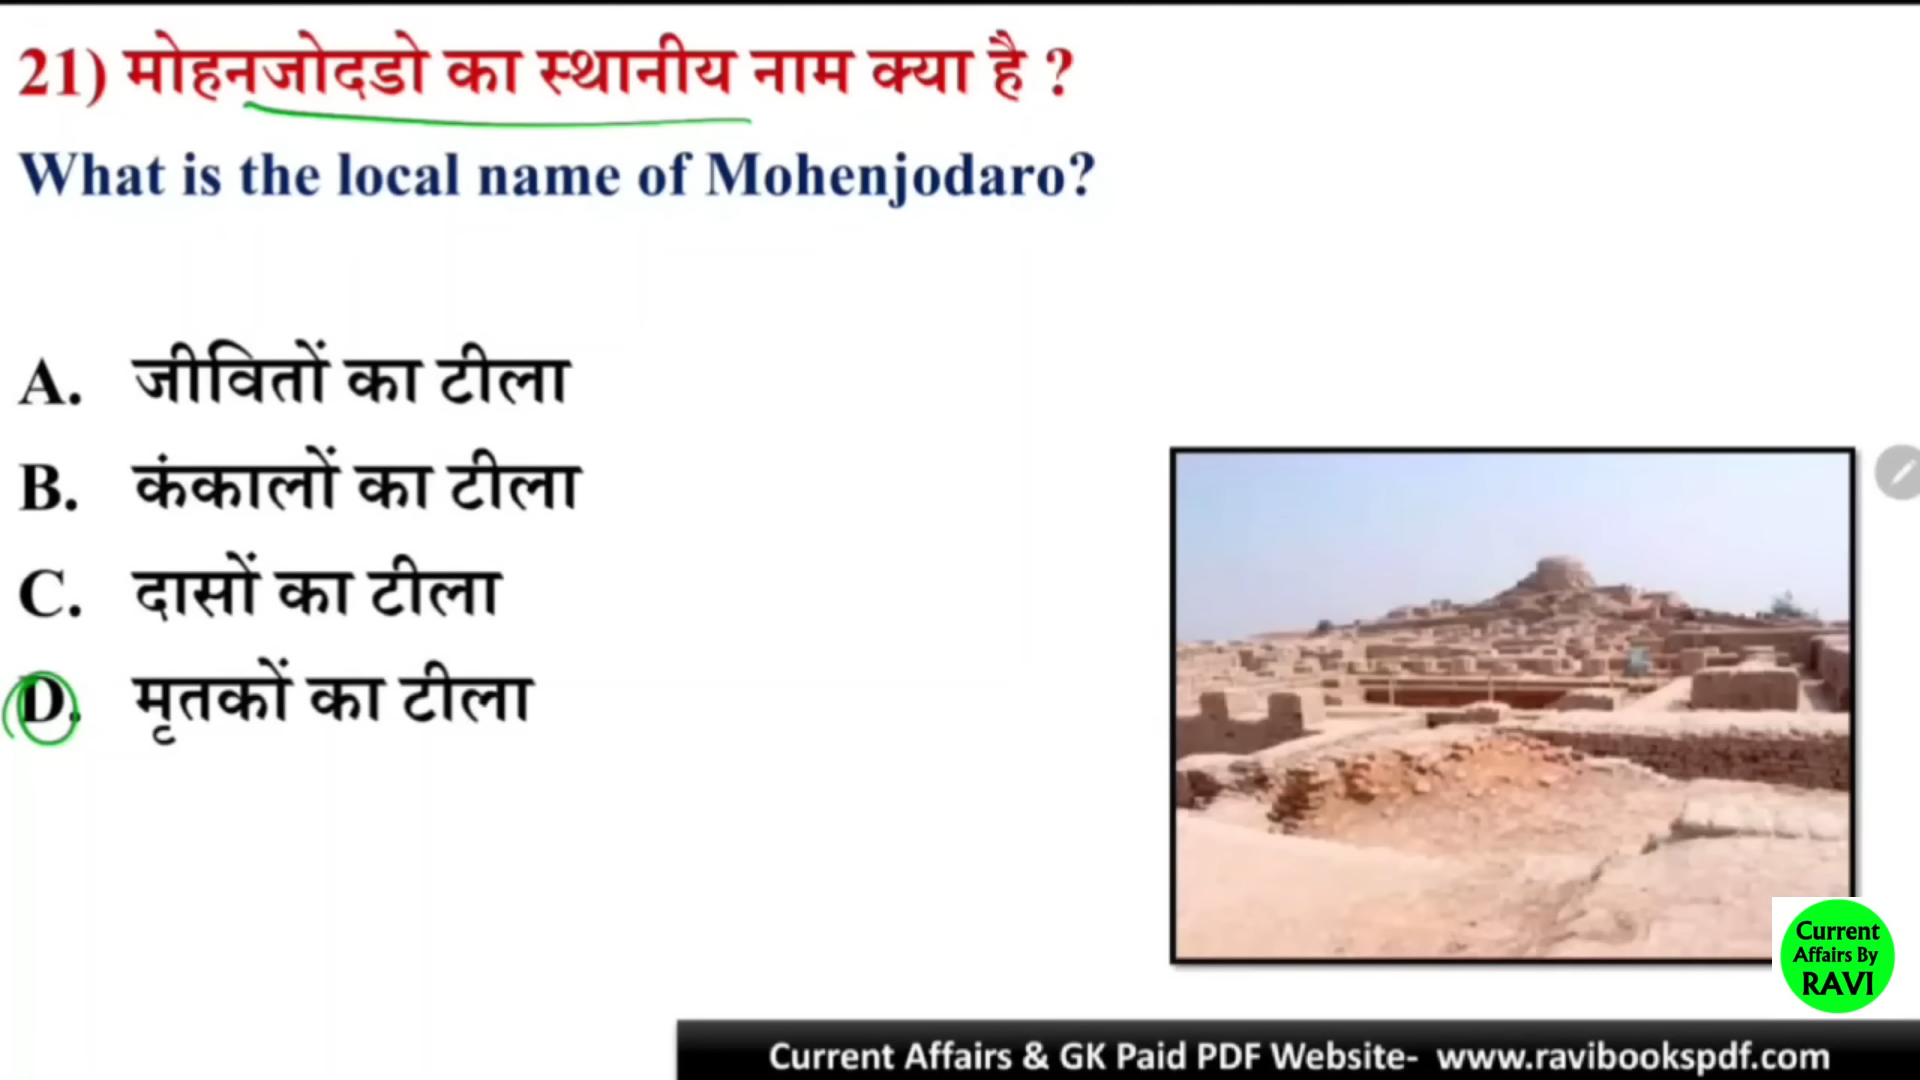 21) मोहनजोदडो का स्थानीय नाम क्या है ?
What is the local name of Mohenjodaro?
A. जीवितों का टीला
B. कंकालों का टीला
C. दासों का टीला
D. मृतकों का टीला
Current
Affairs By
RAVI
Current Affairs & GK Paid PDF Website- www.ravibookspdf.com